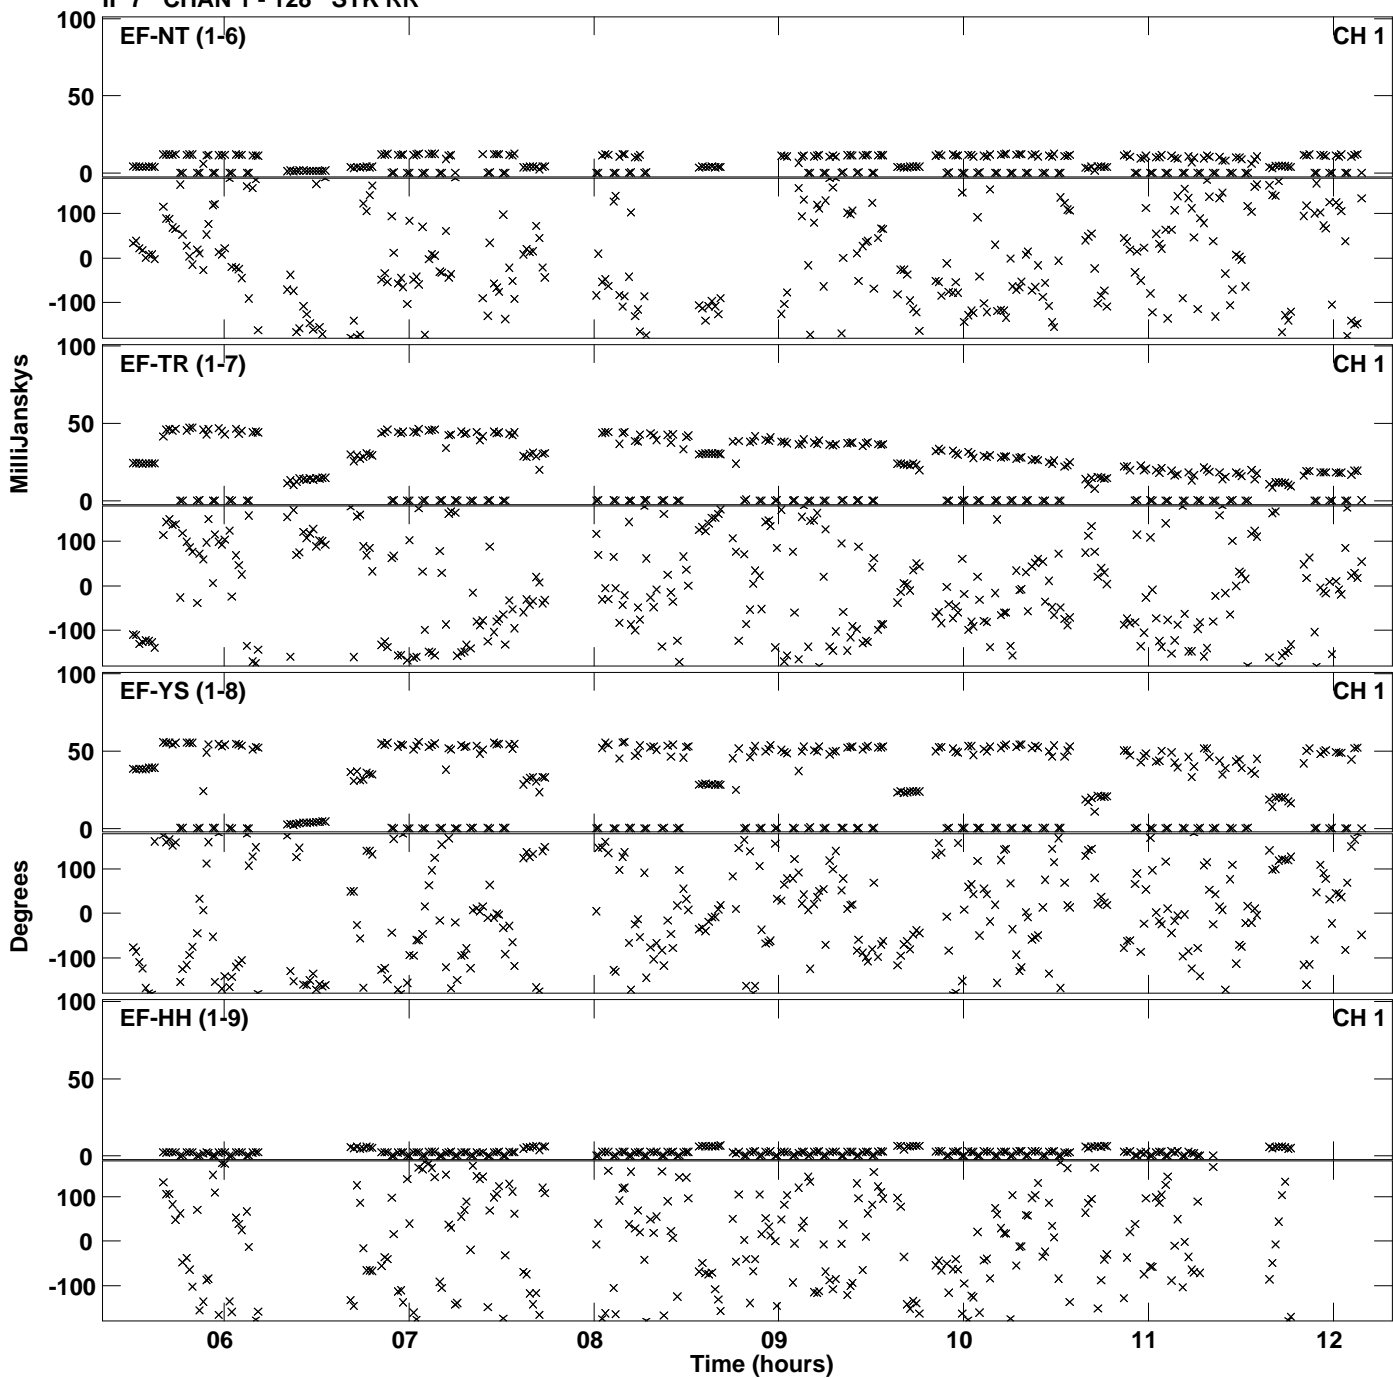 IF 7 CHAN 1 - 128 STK RR
100
EF-NT (1-6)
CH 1
50
0
100
0
-100
100
EF-TR (1-7)
CH 1
50
0
100
0
-100
MilliJanskys
100
EF-YS (1-8)
CH 1
50
0
100
0
-100
Degrees
100
EF-HH (1-9)
CH 1
50
0
100
0
-100
06 07 08 09 10 11 12
Time (hours)